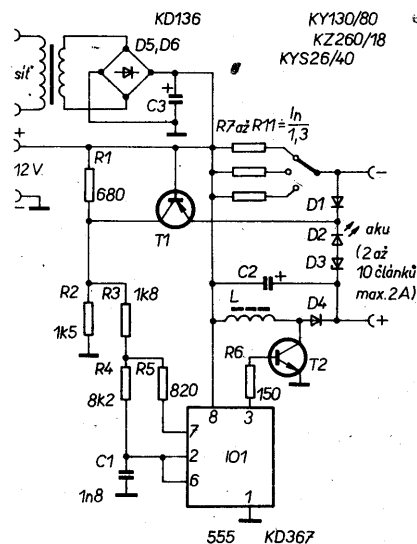 KD136
KY130/80
KZ260/18
KYS26/40
D5,D6
síť
+
C3
+
R7 až R11 = In
1,3
12 V
–
R1
680
T1
–
D1
D2
D3
aku
(2 až
10 článků
max. 2A)
C2
+
L
D4
+
R2
1k5
R3
1k8
R4
8k2
R5
820
R6
150
T2
8
3
7
2
6
IO1
1
C1
1n8
555
KD367